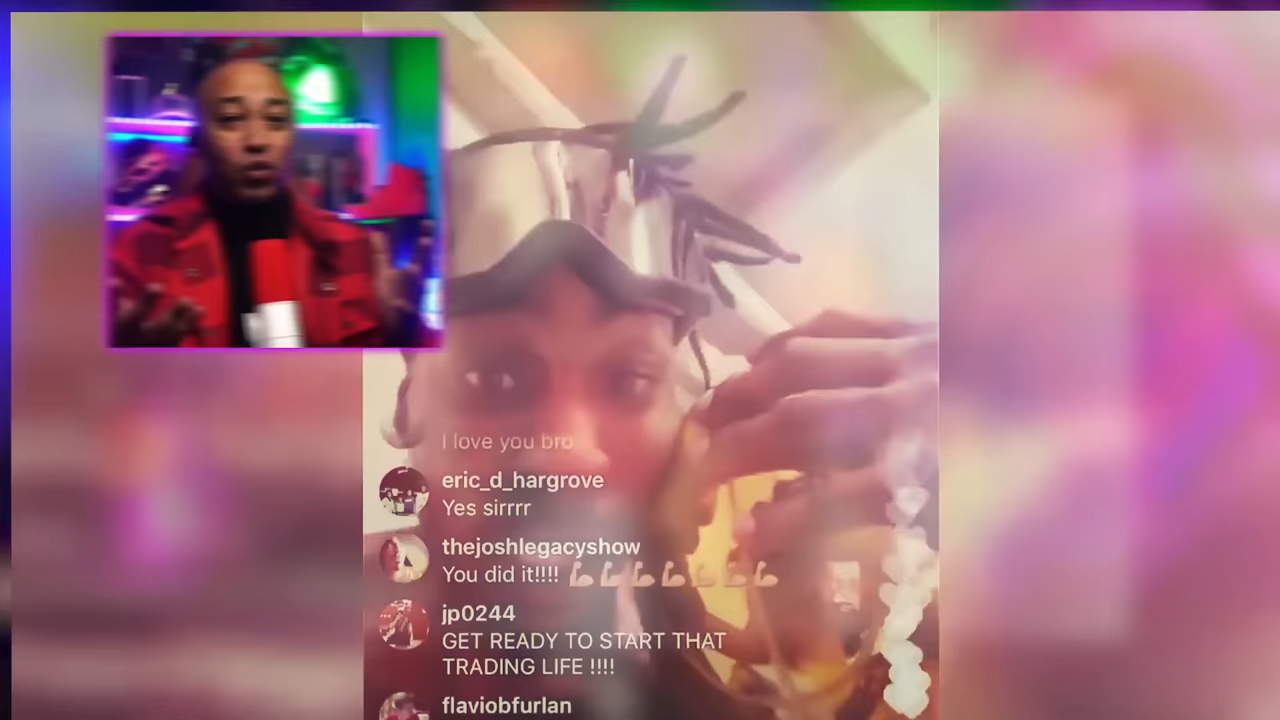 I love you bro
eric_d_hargrove
Yes sirrrr
thejoshlegacyshow
You did it!!!! 💪🏼💪🏼💪🏼💪🏼💪🏼💪🏼💪🏼
jp0244
GET READY TO START THAT
TRADING LIFE !!!!
flaviobfurlan